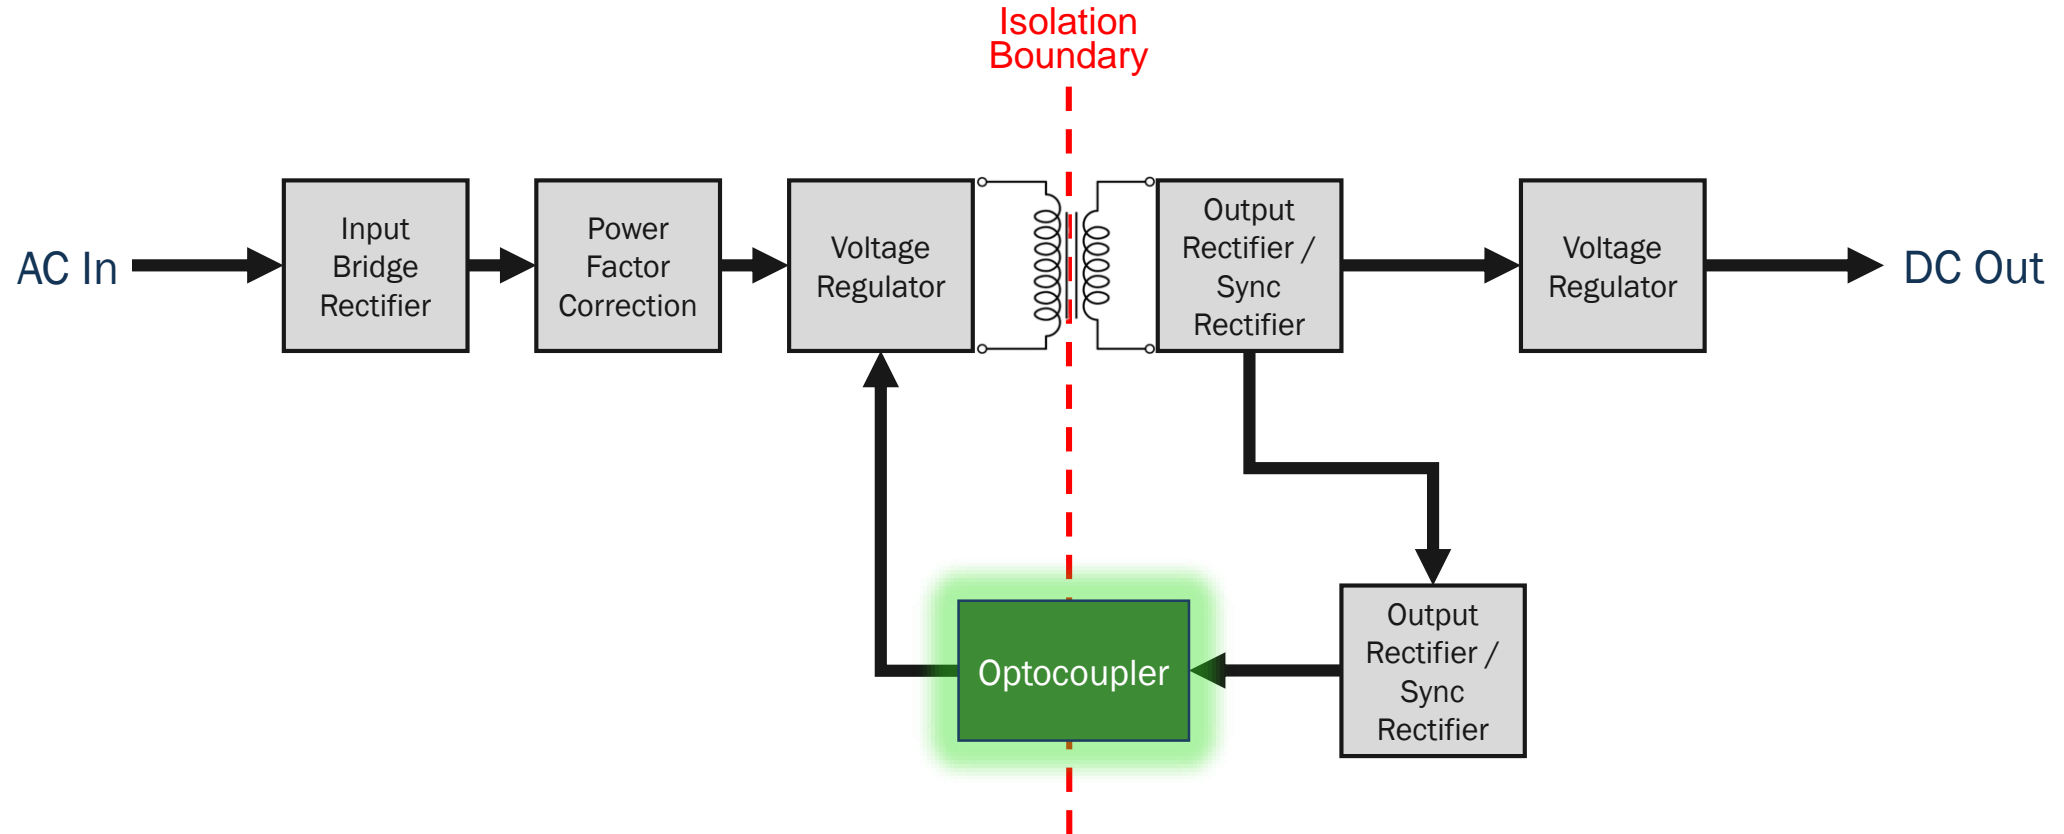 Isolation
Boundary
AC In
Input
Bridge
Rectifier
Power
Factor
Correction
Voltage
Regulator
Output
Rectifier /
Sync
Rectifier
Voltage
Regulator
DC Out
Optocoupler
Output
Rectifier /
Sync
Rectifier